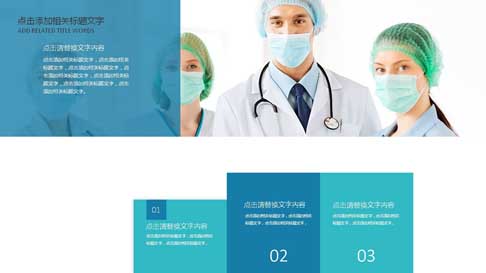 点击添加相关标题文字
ADD RELATED TITLE WORDS
点击请替换文字内容
点击添加相关标题文字，点击添加相
关标题文字，点击添加相关标题文
字，点击添加相关标题文字，点击添
加相关标题文字，点击添加相关标
题文字。
01
点击请替换文字内容
点击添加相关标题文字，点击添加相关
标题文字，点击添加相关标题文字。
点击请替换文字内容
点击添加相关标题文字，点击添加相关
标题文字，点击添加相关标题文字。
02
点击请替换文字内容
点击添加相关标题文字，点击添加相关
标题文字，点击添加相关标题文字。
03